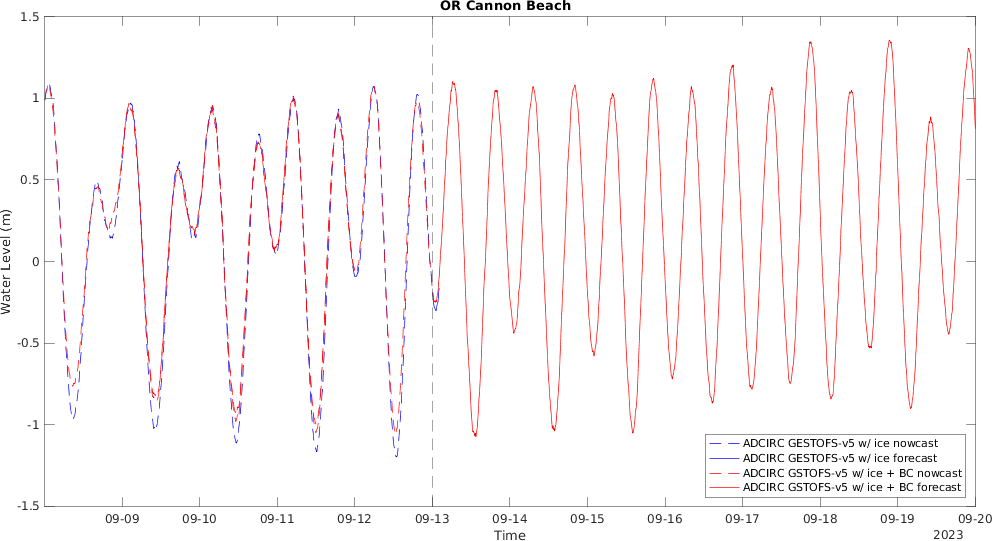 OR Cannon Beach
1.5
1
0.5
0
-0.5
-1
-1.5
Water Level (m)
09-09 09-10 09-11 09-12 09-13 09-14 09-15 09-16 09-17 09-18 09-19 09-20
Time
2023
ADCIRC GESTOFS-v5 w/ ice nowcast
ADCIRC GESTOFS-v5 w/ ice forecast
ADCIRC GSTOFS-v5 w/ ice + BC nowcast
ADCIRC GSTOFS-v5 w/ ice + BC forecast